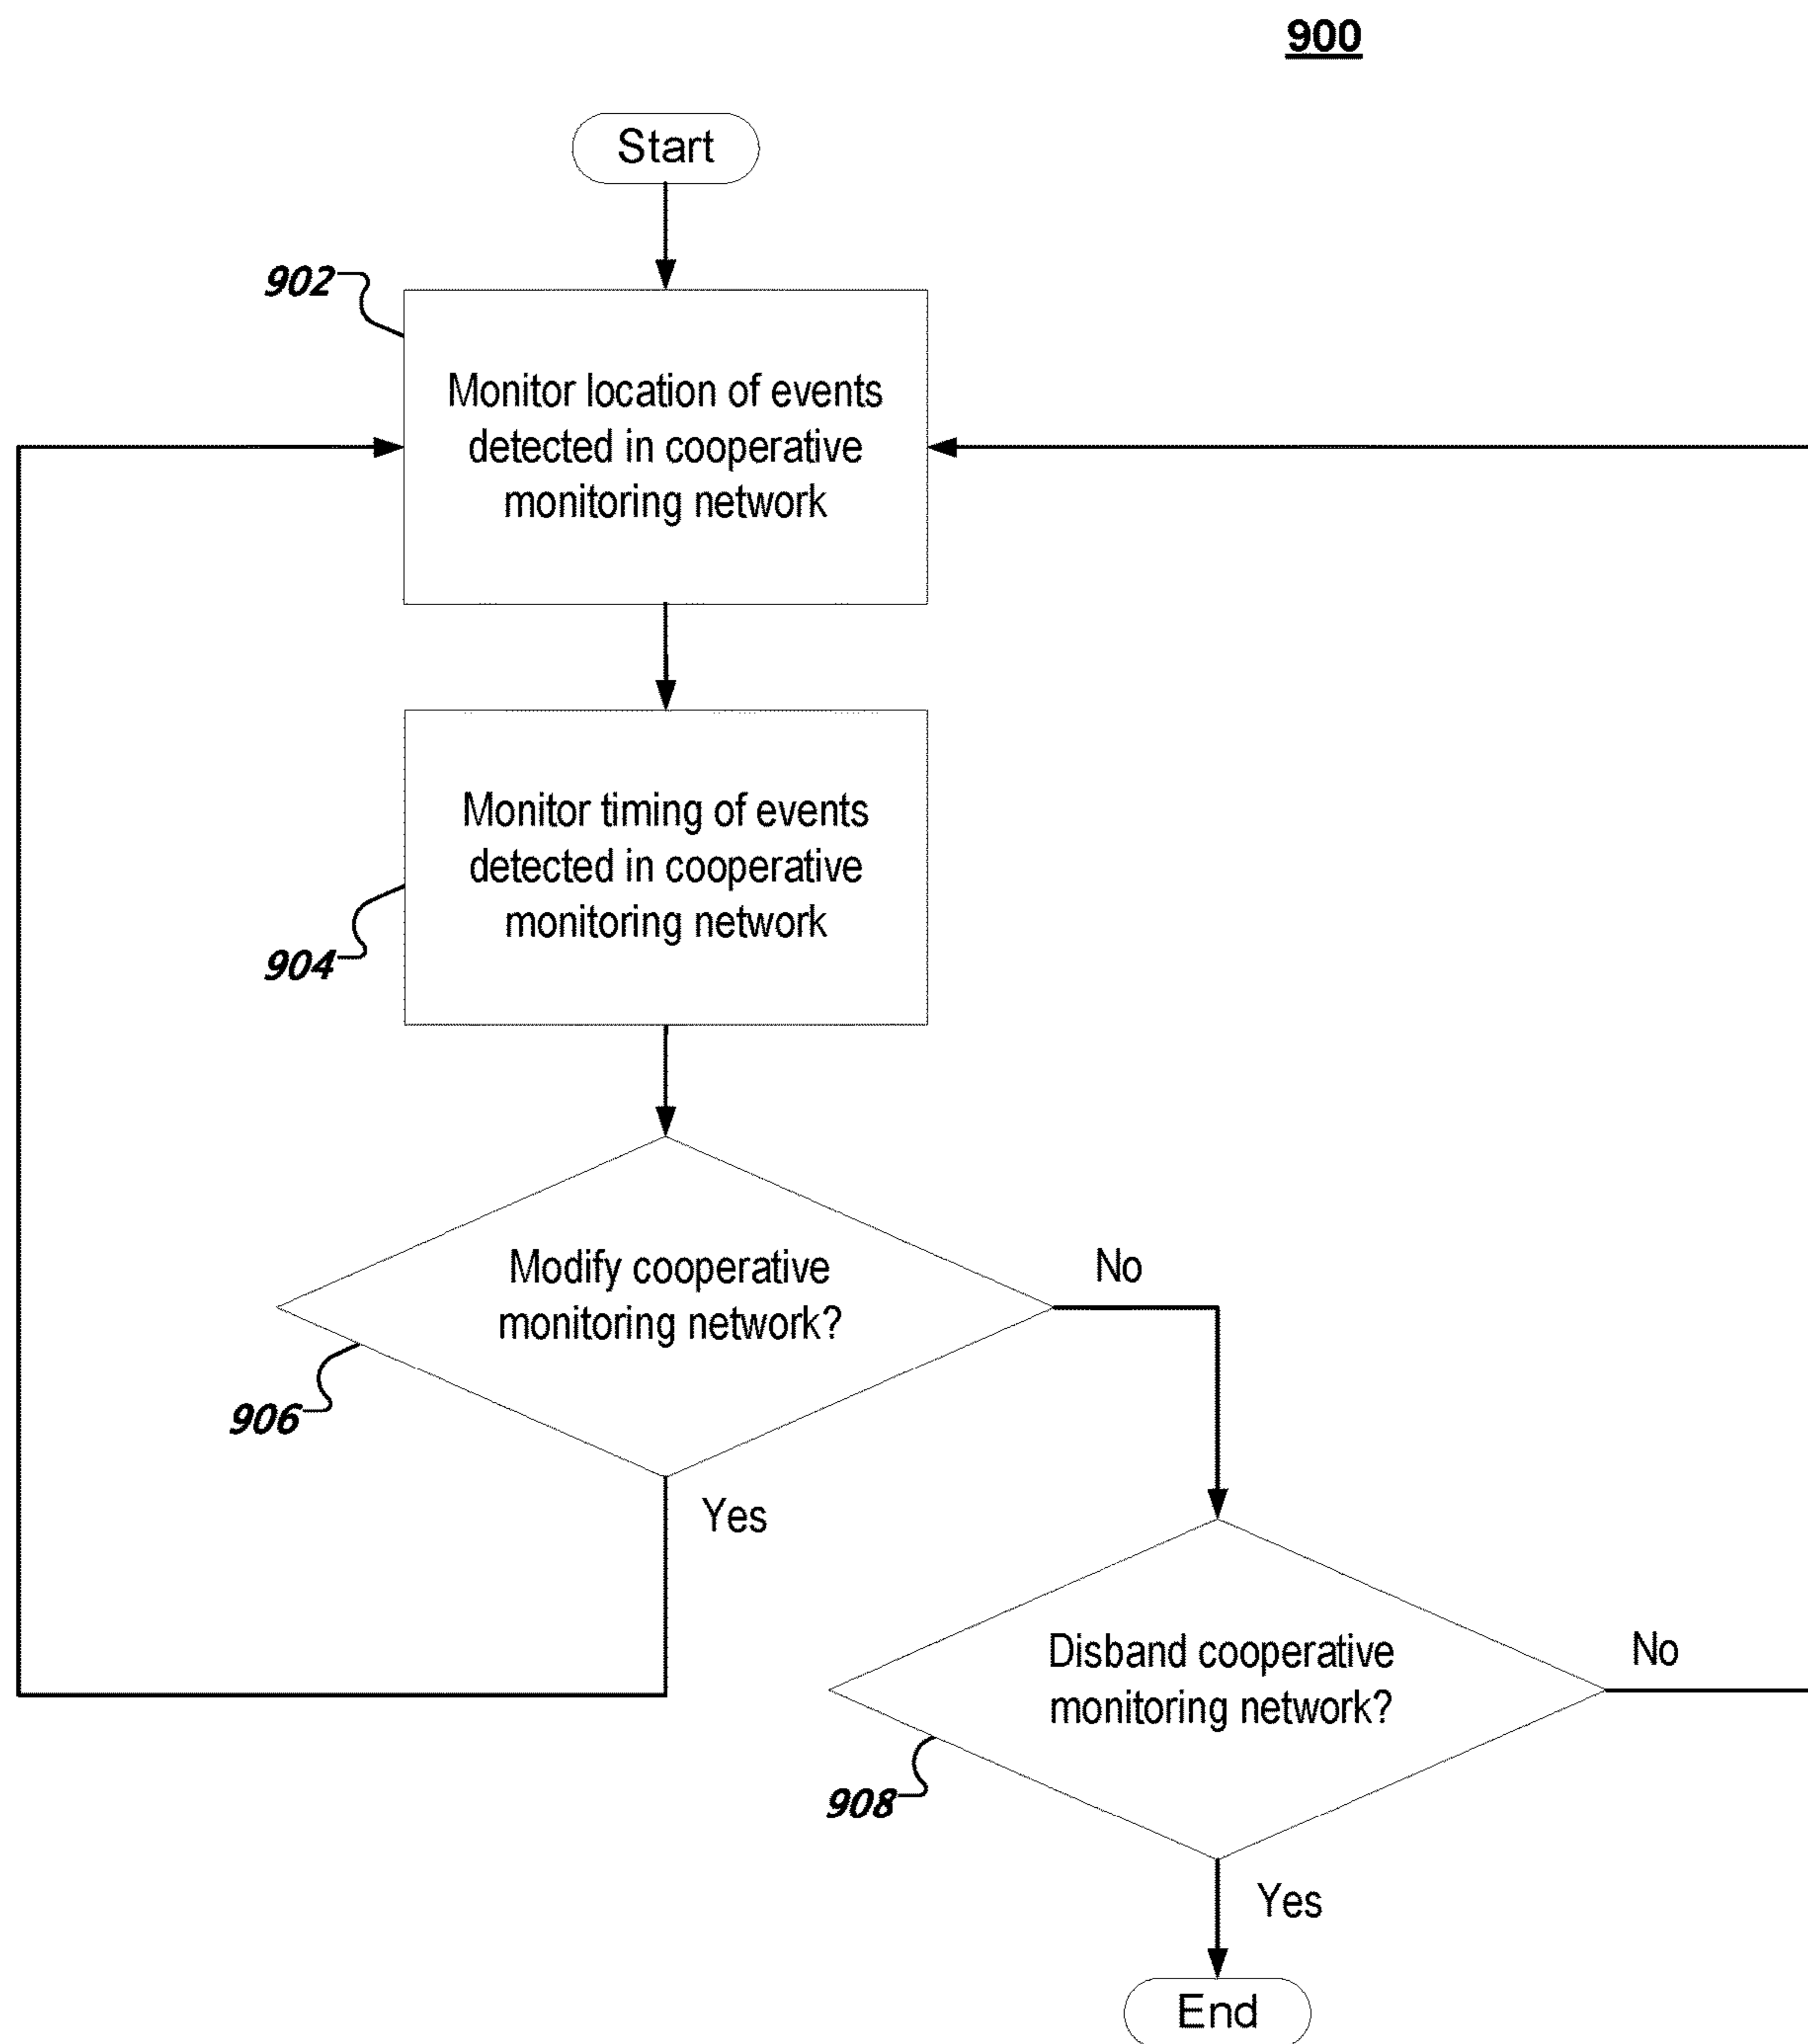 900
Start
902
Monitor location of events
detected in cooperative
monitoring network
Monitor timing of events
detected in cooperative
monitoring network
904
Modify cooperative
monitoring network?
No
906
Yes
Disband cooperative
monitoring network?
No
908
Yes
End